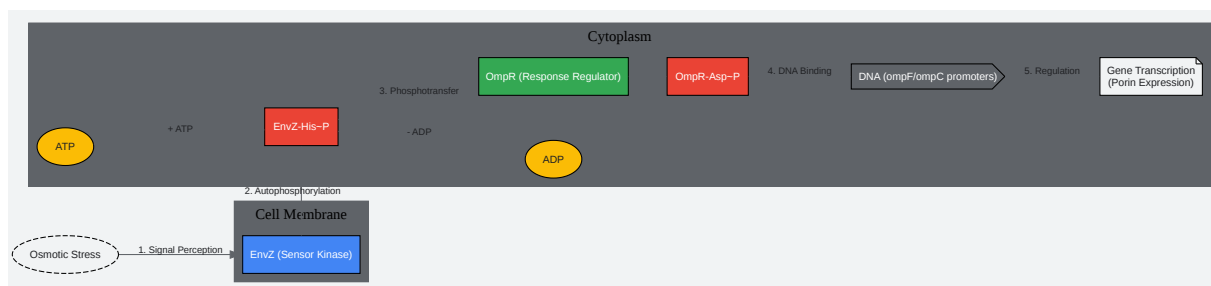 Cytoplasm
OmpR (Response Regulator)
OmpR-Asp~P
4. DNA Binding
DNA (ompF/ompC promoters)
5. Regulation
Gene Transcription
(Porin Expression)
3. Phosphotransfer
EnvZ-His~P
+ ATP
- ADP
ATP
ADP
2. Autophosphorylation
Cell Membrane
Osmotic Stress
1. Signal Perception
EnvZ (Sensor Kinase)